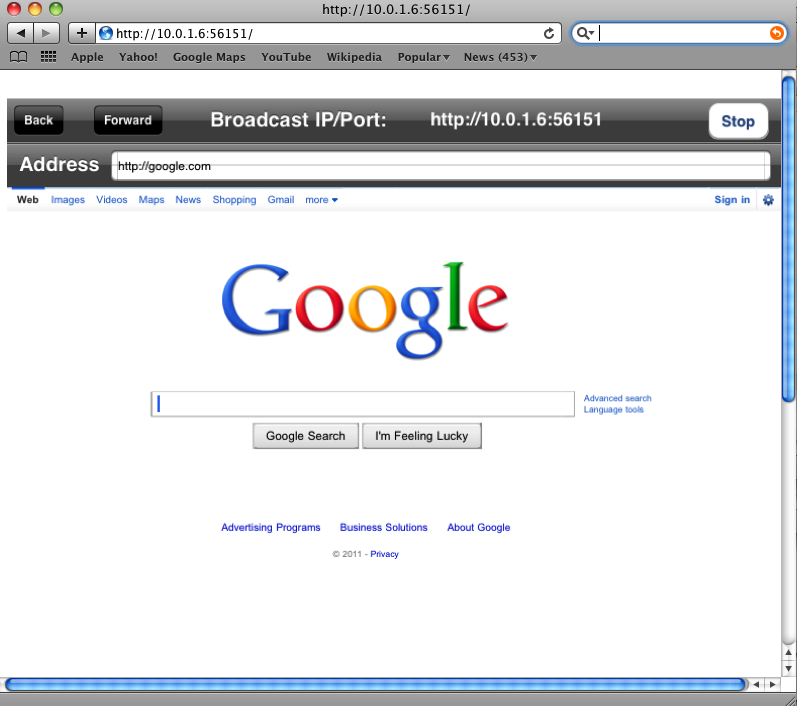 http://10.0.1.6:56151/
http://10.0.1.6:56151/
Apple Yahoo! Google Maps YouTube Wikipedia Popular News (453)
Back Forward Broadcast IP/Port: http://10.0.1.6:56151 Stop
Address http://google.com
Web Images Videos Maps News Shopping Gmail more Sign in
Google
Advanced search
Language tools
Google Search I'm Feeling Lucky
Advertising Programs Business Solutions About Google
© 2011 - Privacy